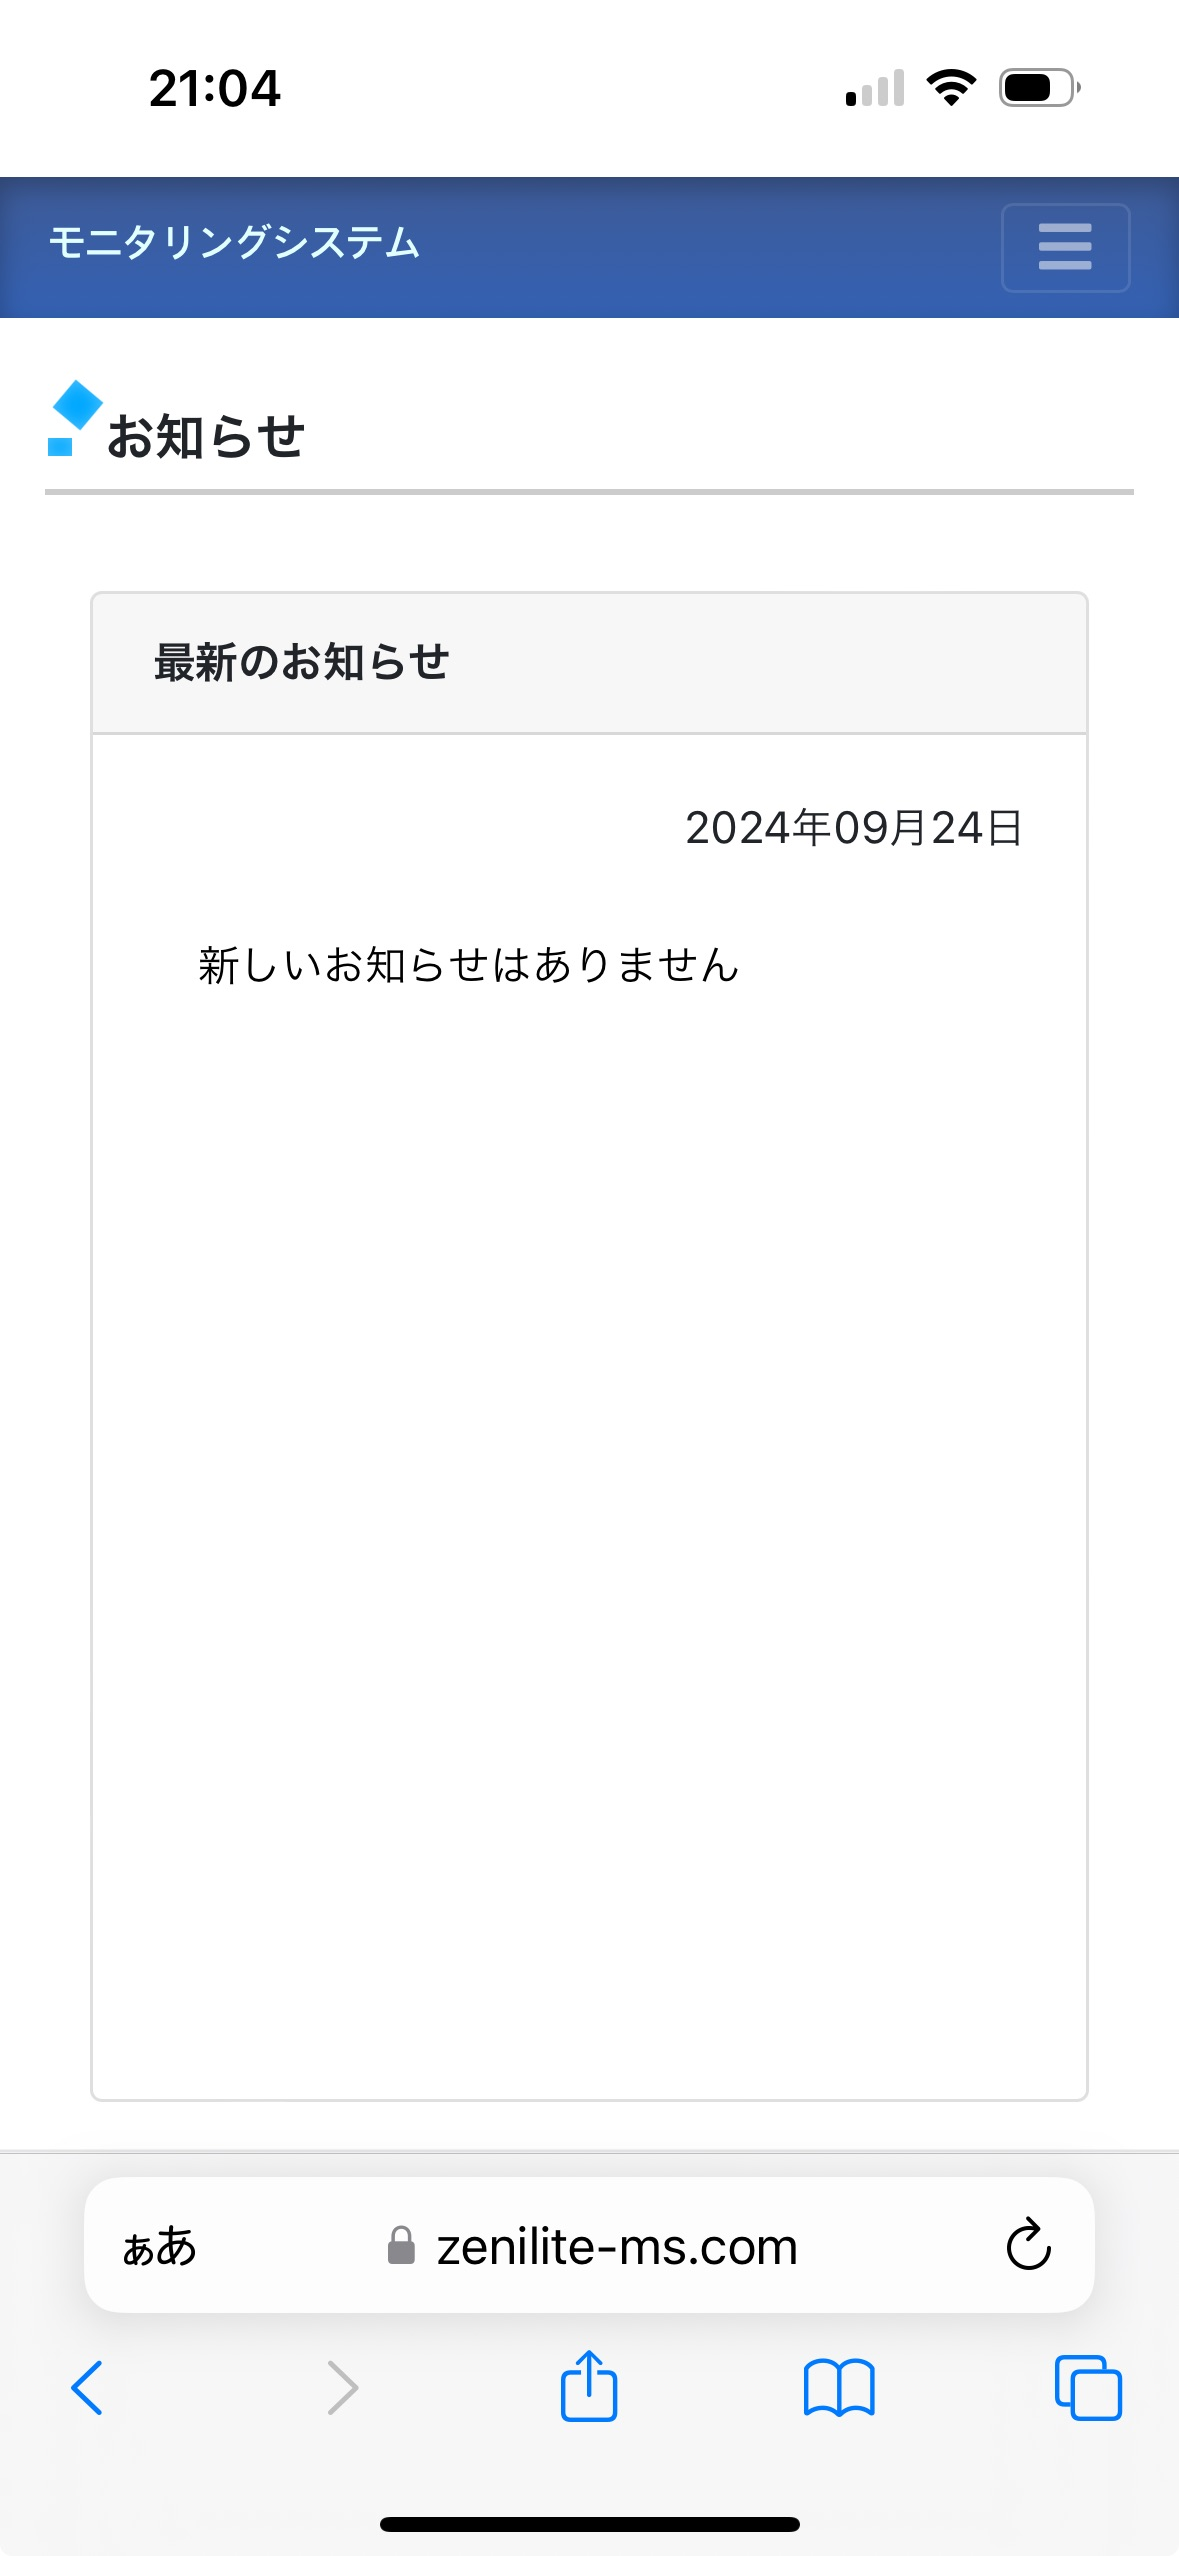 21:04
モニタリングシステム
お知らせ
最新のお知らせ
2024年09月24日
新しいお知らせはありません
ぁあ zenilite-ms.com